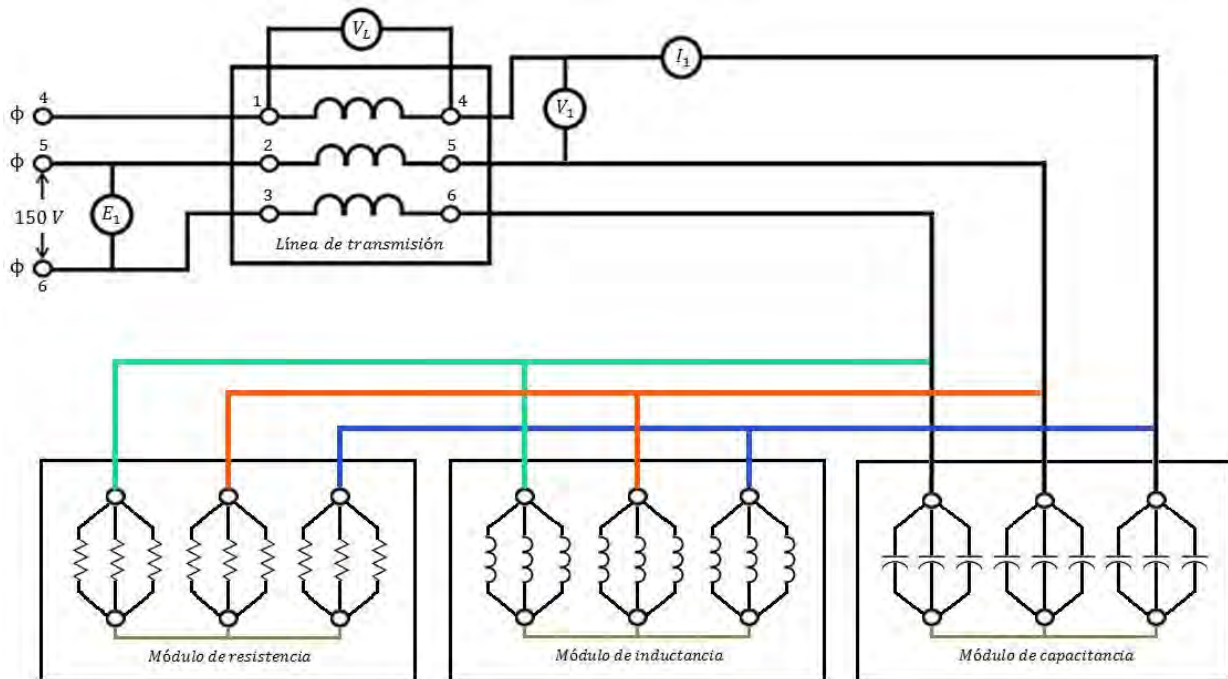 V_L
I_1
ϕ 4
1
4
V_1
ϕ 5
2
5
150 V
E_1
3
6
Línea de transmisión
ϕ
6
Módulo de resistencia
Módulo de inductancia
Módulo de capacitancia